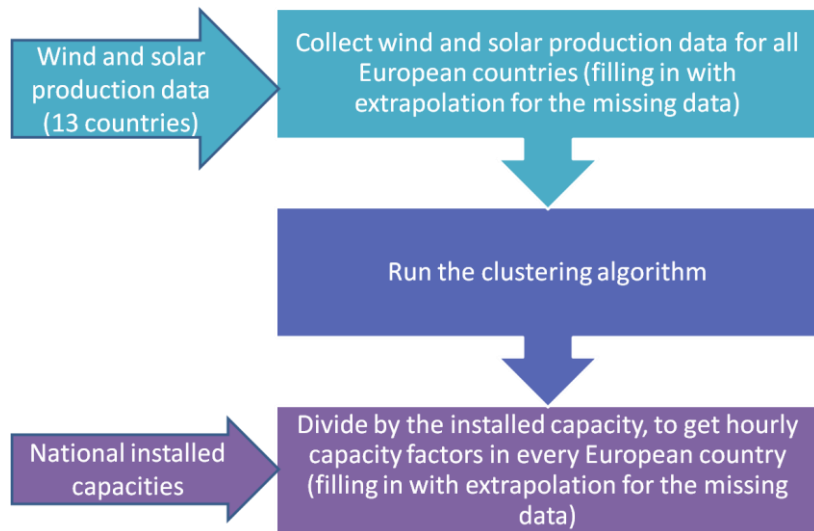 Wind and solar
production data
(13 countries)
Collect wind and solar production data for all
European countries (filling in with
extrapolation for the missing data)
Run the clustering algorithm
National installed
capacities
Divide by the installed capacity, to get hourly
capacity factors in every European country
(filling in with extrapolation for the missing
data)